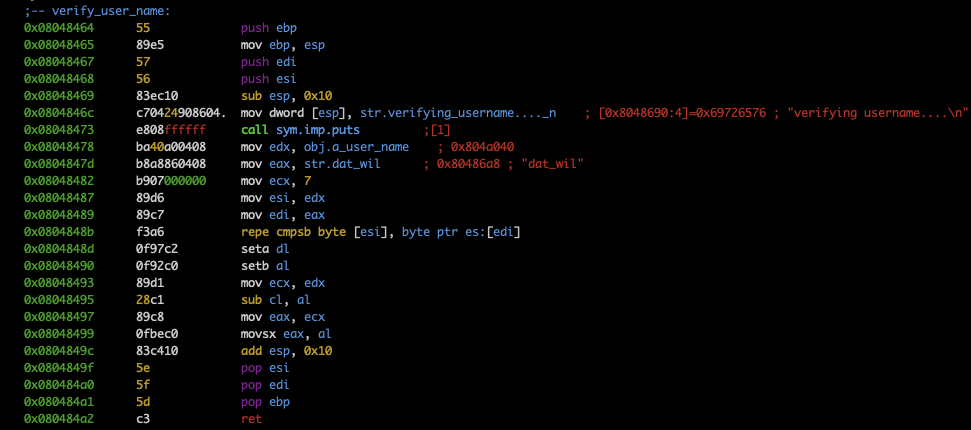 ;-- verify_user_name:
0x08048464 55 push ebp
0x08048465 89e5 mov ebp, esp
0x08048467 57 push edi
0x08048468 56 push esi
0x08048469 83ec10 sub esp, 0x10
0x0804846c c70424908604. mov dword [esp], str.verifying_username...._n ; [0x8048690:4]=0x69726576 ; "verifying username....\n"
0x08048473 e808ffffff call sym.imp.puts ;[1]
0x08048478 ba40a00408 mov edx, obj.a_user_name ; 0x804a040
0x0804847d b8a8860408 mov eax, str.dat_wil ; 0x80486a8 ; "dat_wil"
0x08048482 b907000000 mov ecx, 7
0x08048487 89d6 mov esi, edx
0x08048489 89c7 mov edi, eax
0x0804848b f3a6 repe cmpsb byte [esi], byte ptr es:[edi]
0x0804848d 0f97c2 seta dl
0x08048490 0f92c0 setb al
0x08048493 89d1 mov ecx, edx
0x08048495 28c1 sub cl, al
0x08048497 89c8 mov eax, ecx
0x08048499 0fbec0 movsx eax, al
0x0804849c 83c410 add esp, 0x10
0x0804849f 5e pop esi
0x080484a0 5f pop edi
0x080484a1 5d pop ebp
0x080484a2 c3 ret